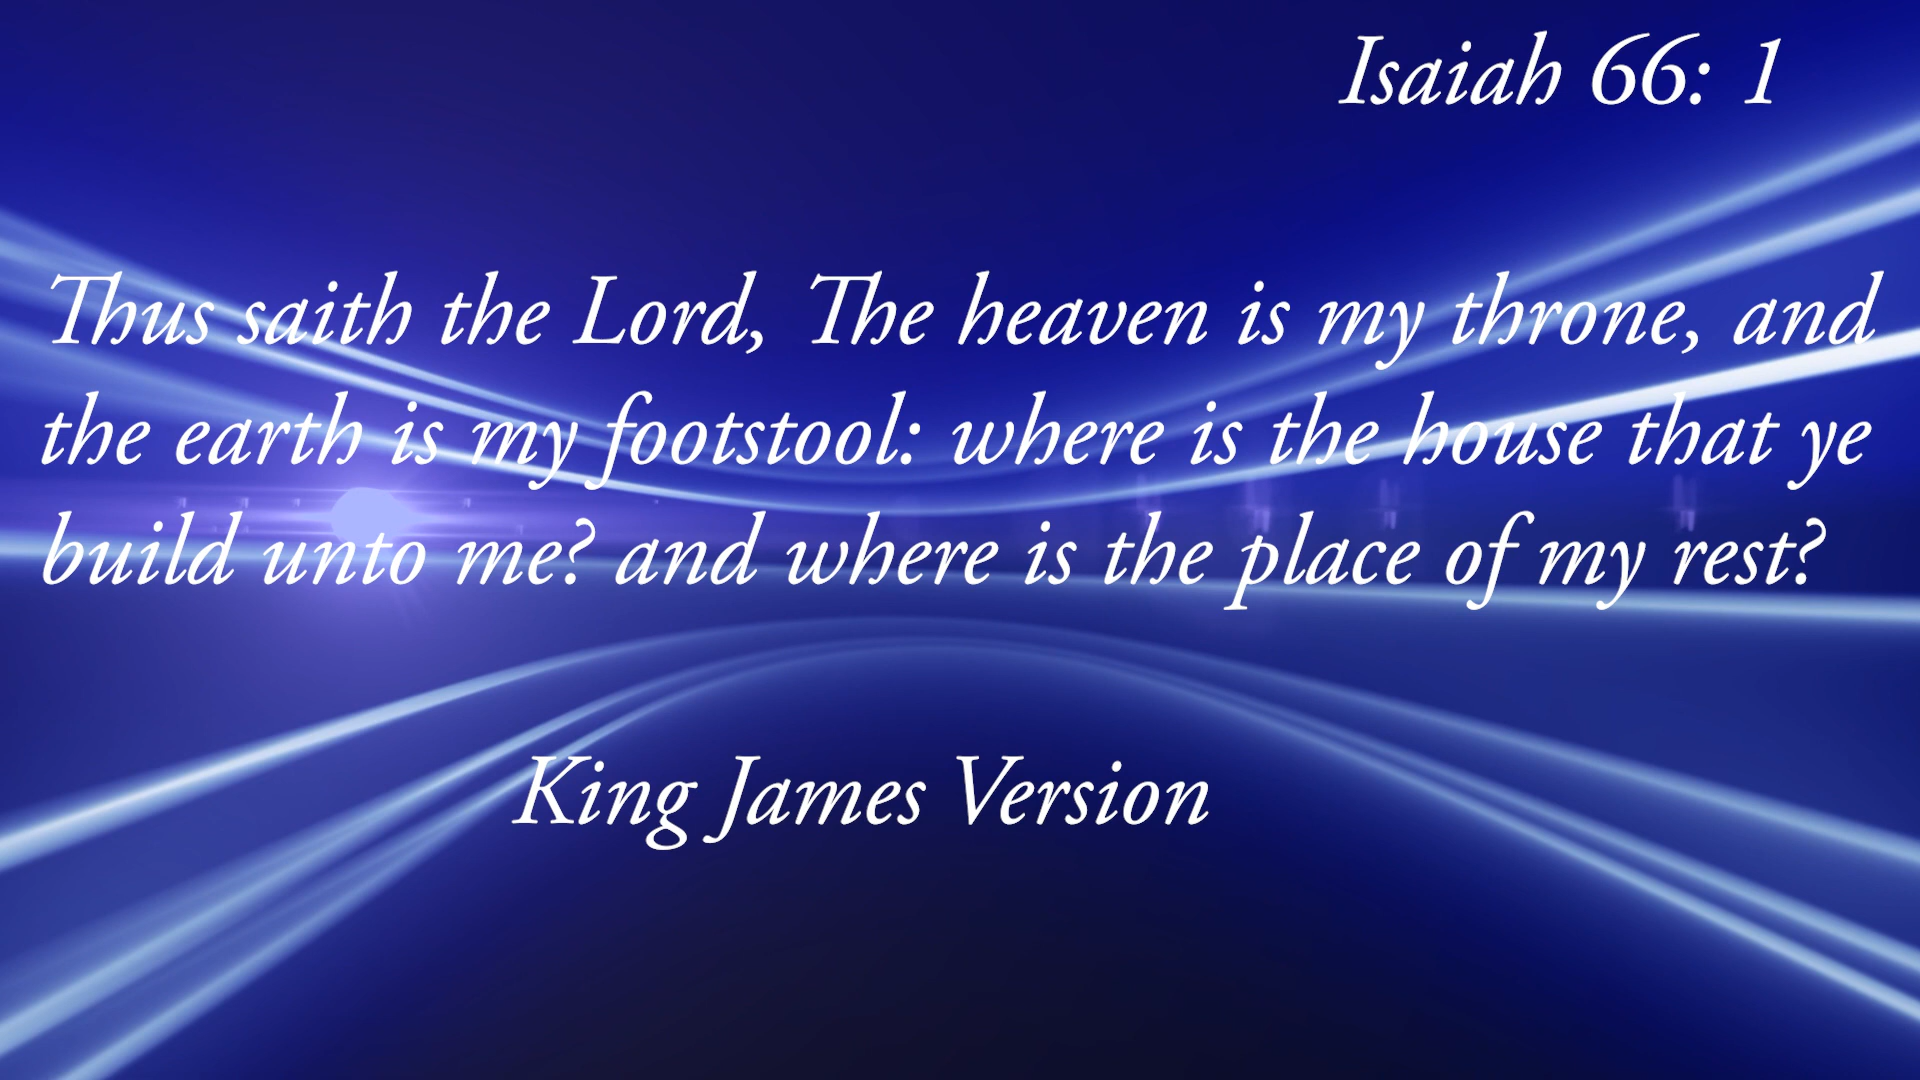 Isaiah 66: 1
Thus saith the Lord, The heaven is my throne, and
the earth is my footstool: where is the house that ye
build unto me? and where is the place of my rest?
King James Version